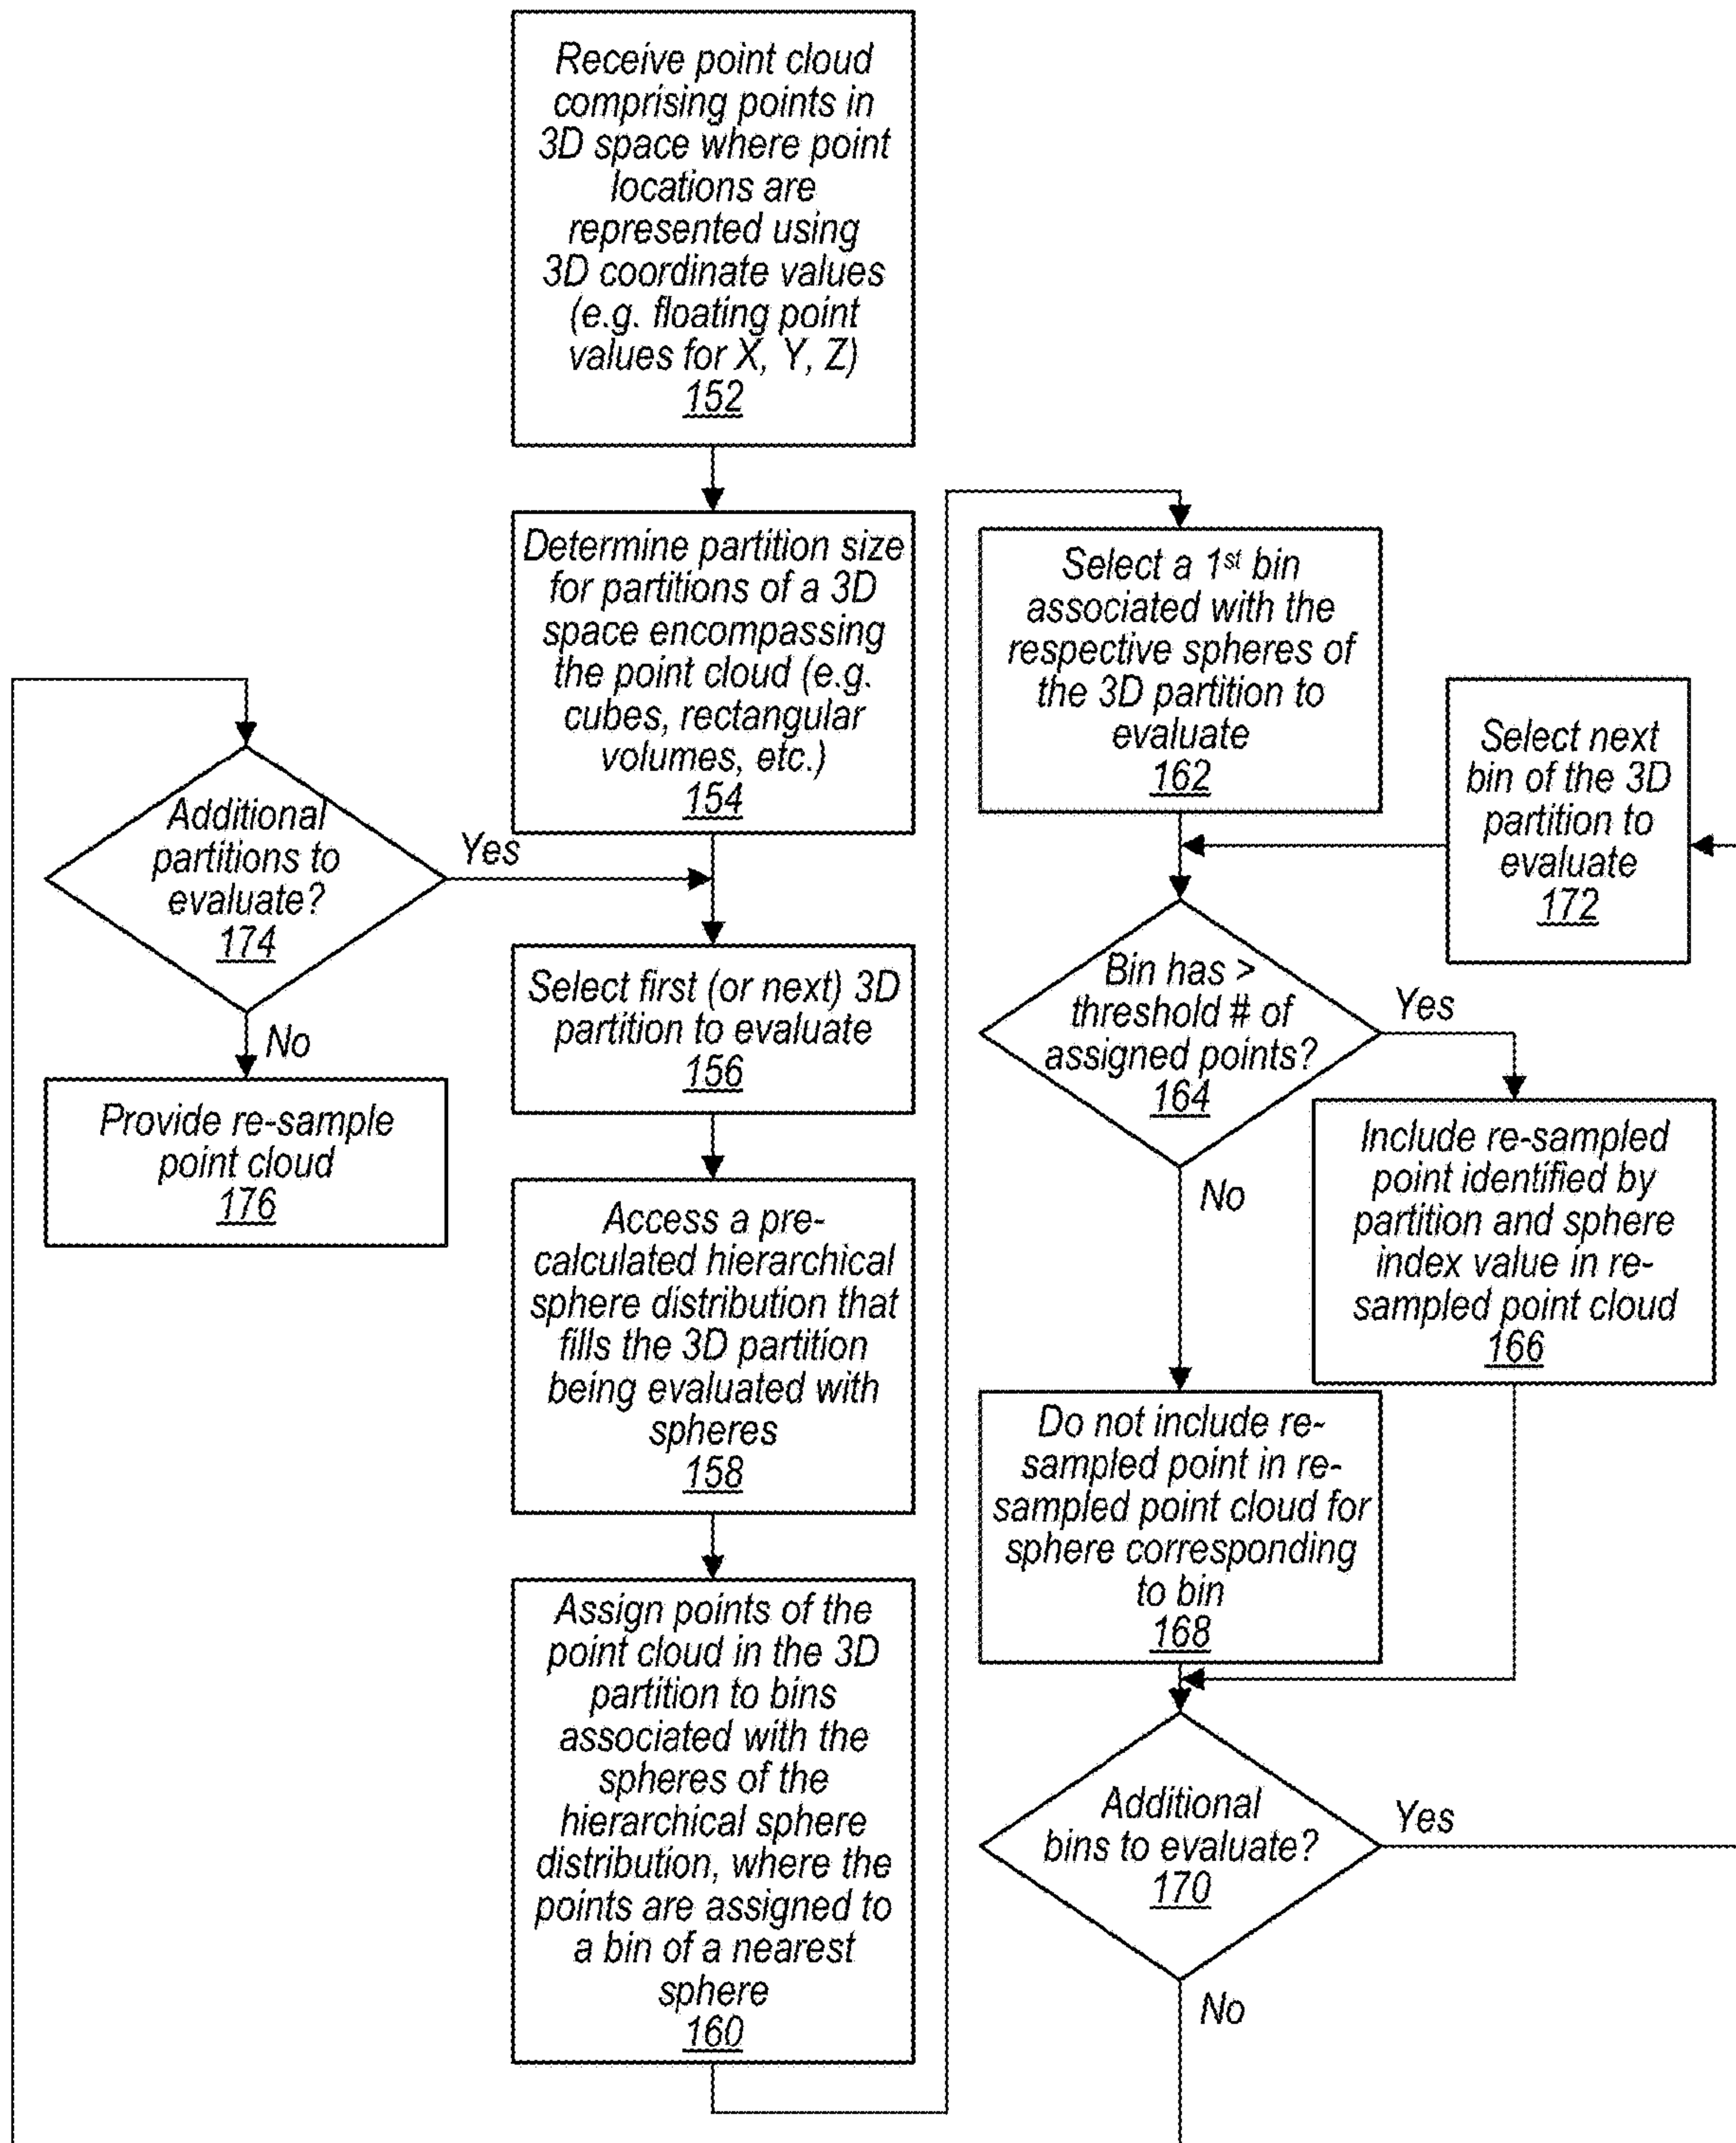 Receive point cloud
comprising points in
3D space where point
locations are
represented using
3D coordinate values
(e.g. floating point
values for X, Y, Z)
152
Determine partition size
for partitions of a 3D
space encompassing
the point cloud (e.g.
cubes, rectangular
volumes, etc.)
154
Additional
partitions to
evaluate?
174
Yes
No
Provide re-sample
point cloud
176
Select first (or next) 3D
partition to evaluate
156
Access a pre-
calculated hierarchical
sphere distribution that
fills the 3D partition
being evaluated with
spheres
158
Assign points of the
point cloud in the 3D
partition to bins
associated with the
spheres of the
hierarchical sphere
distribution, where the
points are assigned to
a bin of a nearest
sphere
160
Select a 1st bin
associated with the
respective spheres of
the 3D partition to
evaluate
162
Select next
bin of the 3D
partition to
evaluate
172
Bin has >
threshold # of
assigned points?
164
Yes
No
Include re-sampled
point identified by
partition and sphere
index value in re-
sampled point cloud
166
Do not include re-
sampled point in re-
sampled point cloud for
sphere corresponding
to bin
168
Additional
bins to evaluate?
170
Yes
No